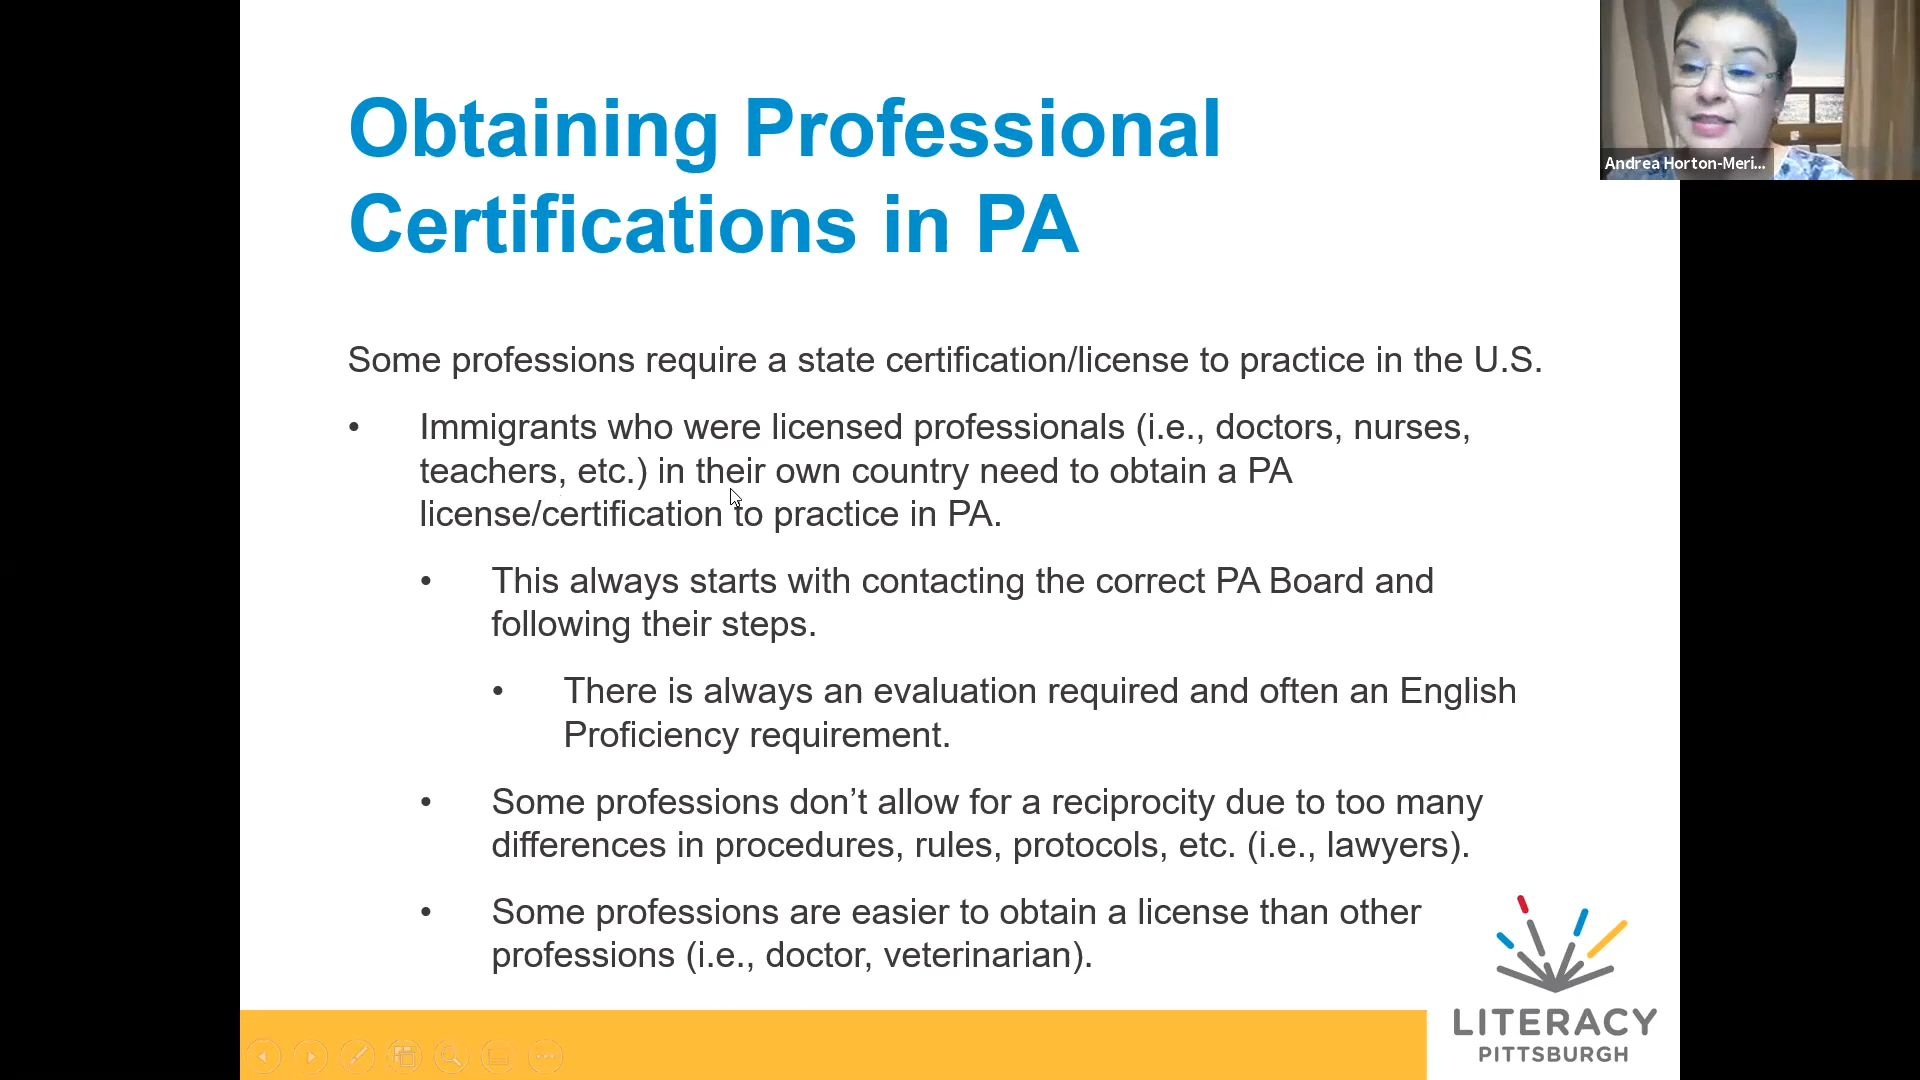 Obtaining Professional
Certifications in PA
Andrea Horton-Meri...
Some professions require a state certification/license to practice in the U.S.
• Immigrants who were licensed professionals (i.e., doctors, nurses,
teachers, etc.) in their own country need to obtain a PA
license/certification to practice in PA.
• This always starts with contacting the correct PA Board and
following their steps.
• There is always an evaluation required and often an English
Proficiency requirement.
• Some professions don’t allow for a reciprocity due to too many
differences in procedures, rules, protocols, etc. (i.e., lawyers).
• Some professions are easier to obtain a license than other
professions (i.e., doctor, veterinarian).
LITERACY
PITTSBURGH